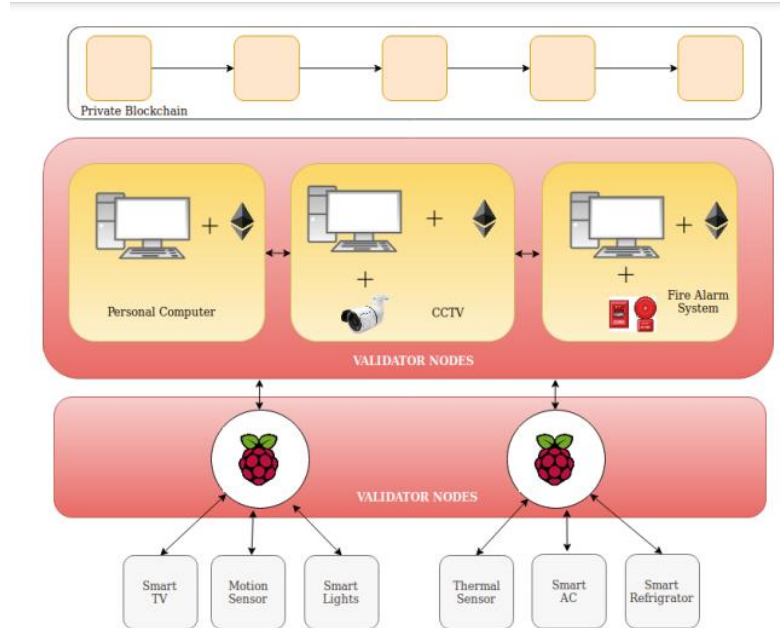 Private Blockchain
Personal Computer
CCTV
Fire Alarm
System
VALIDATOR NODES
VALIDATOR NODES
Smart
TV
Motion
Sensor
Smart
Lights
Thermal
Sensor
Smart
AC
Smart
Refrigrator